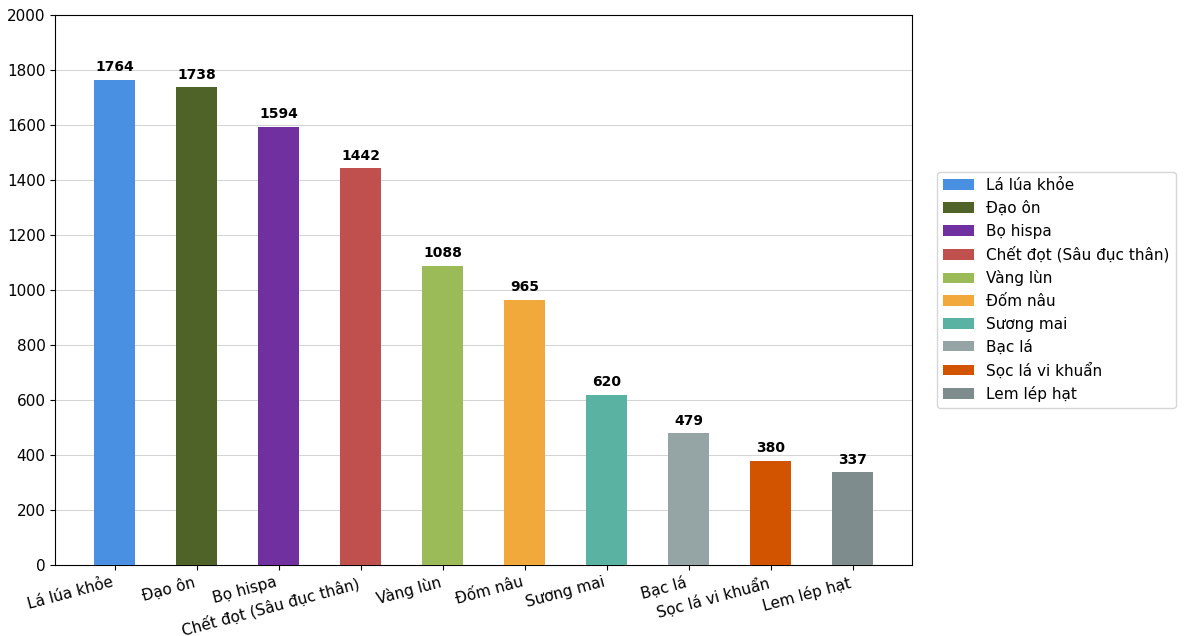 2000
1800
1600
1400
1200
1000
800
600
400
200
0
1764
1738
1594
1442
1088
965
620
479
380
337
Lá lúa khỏe
Đạo ôn
Bọ hispa
Chết đọt (Sâu đục thân)
Vàng lùn
Đốm nâu
Sương mai
Bạc lá
Sọc lá vi khuẩn
Lem lép hạt
Lá lúa khỏe
Đạo ôn
Bọ hispa
Chết đọt (Sâu đục thân)
Vàng lùn
Đốm nâu
Sương mai
Bạc lá
Sọc lá vi khuẩn
Lem lép hạt